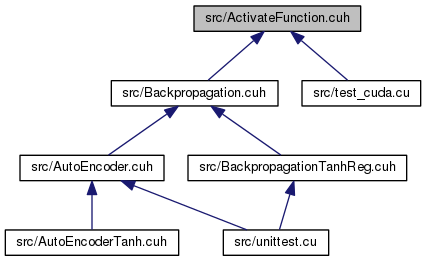 src/ActivateFunction.cuh
src/Backpropagation.cuh
src/test_cuda.cu
src/AutoEncoder.cuh
src/BackpropagationTanhReg.cuh
src/AutoEncoderTanh.cuh
src/unittest.cu